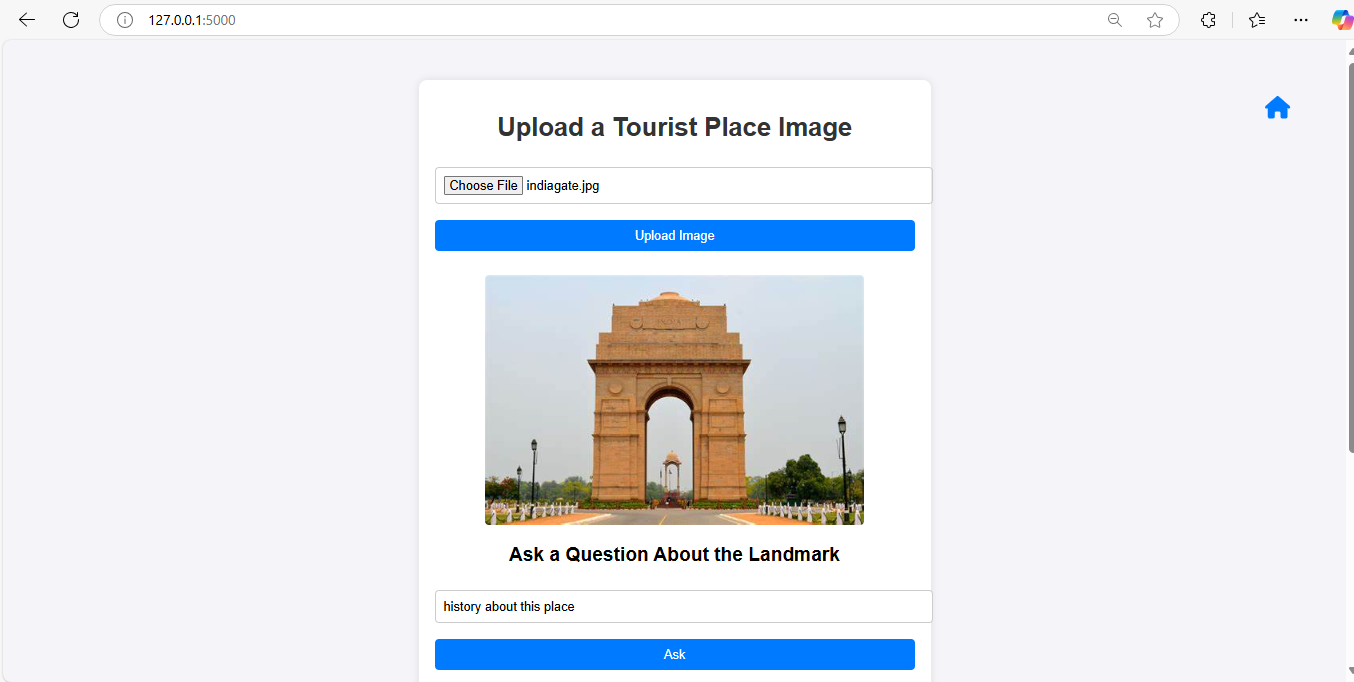 127.0.0.1:5000
Upload a Tourist Place Image
Choose File indiagate.jpg
Upload Image
Ask a Question About the Landmark
history about this place
Ask